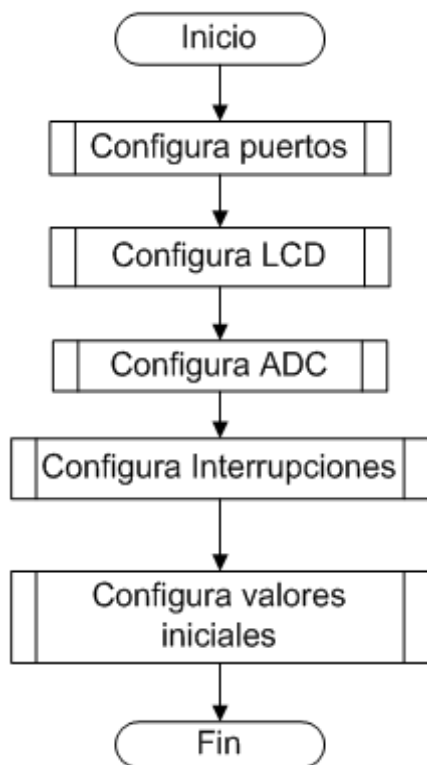 Inicio
Configura puertos
Configura LCD
Configura ADC
Configura Interrupciones
Configura valores
iniciales
Fin